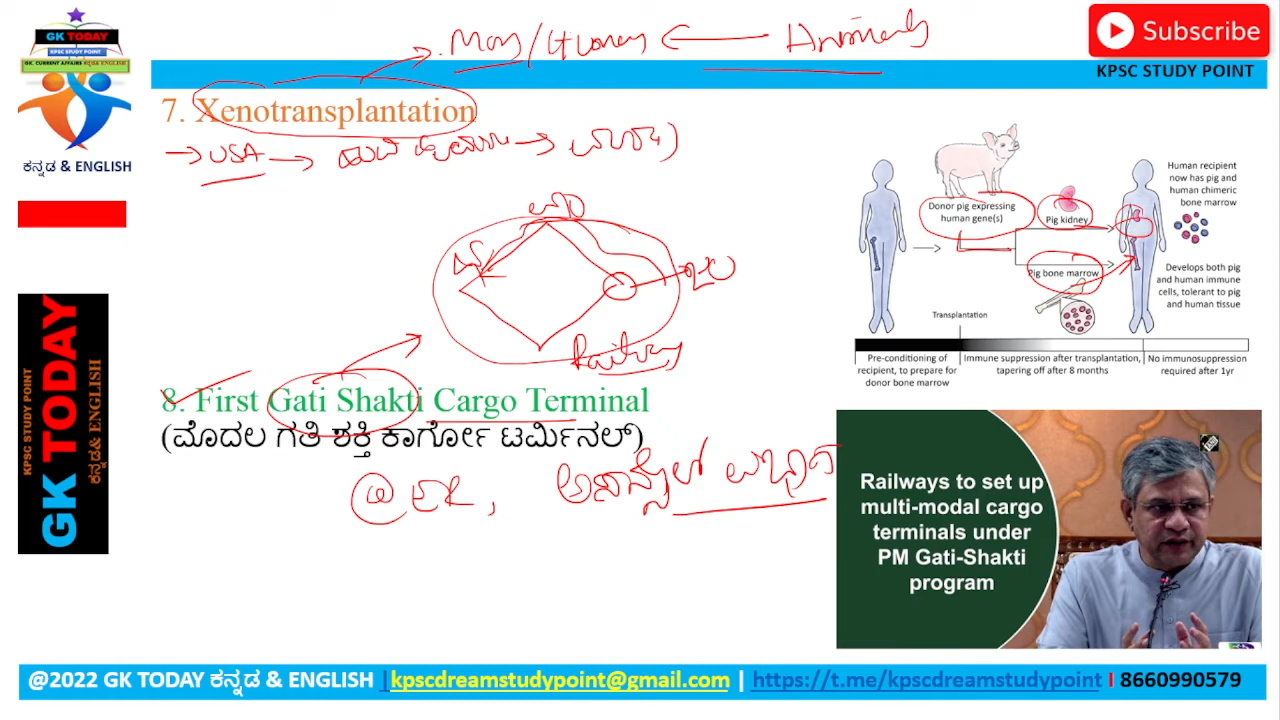 GK TODAY
KPSC STUDY POINT
GK, CURRENT AFFAIRS ಕನ್ನಡ & ENGLISH
ಕನ್ನಡ & ENGLISH
Subscribe
KPSC STUDY POINT
Animals
7. Xenotransplantation
→ USA →
Human recipient
now has pig and
human chimeric
bone marrow
Donor pig expressing
human gene(s)
Pig kidney
Pig bone marrow
Develops both pig
and human immune
cells, tolerant to pig
and human tissue
Transplantation
Pre-conditioning of
recipient, to prepare for
donor bone marrow
Immune suppression after transplantation,
tapering off after 8 months
No immunosuppression
required after 1yr
Railway
8. First Gati Shakti Cargo Terminal
(ಮೊದಲ ಗತಿ ಶಕ್ತಿ ಕಾರ್ಗೋ ಟರ್ಮಿನಲ್)
KPSC STUDY POINT
GK TODAY
ಕನ್ನಡ & ENGLISH
Railways to set up
multi-modal cargo
terminals under
PM Gati-Shakti
program
@2022 GK TODAY ಕನ್ನಡ & ENGLISH |kpscdreamstudypoint@gmail.com | https://t.me/kpscdreamstudypoint I 8660990579